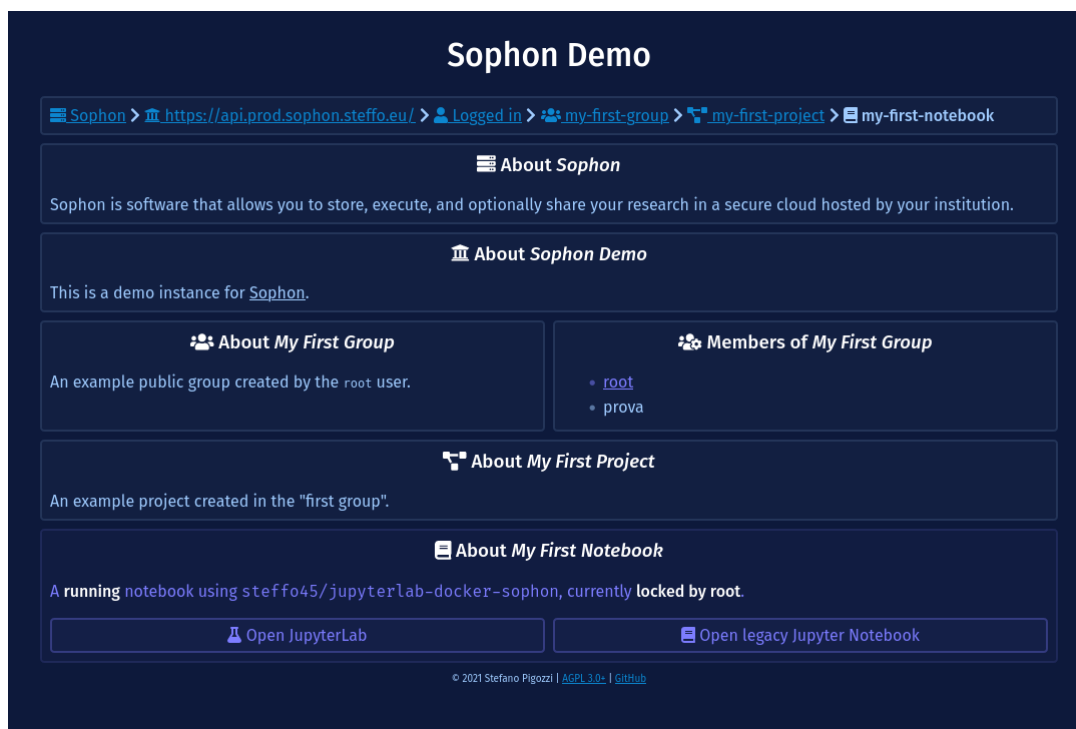 Sophon Demo
Sophon > https://api.prod.sophon.steffo.eu/ > Logged in > my-first-group > my-first-project > my-first-notebook
About Sophon
Sophon is software that allows you to store, execute, and optionally share your research in a secure cloud hosted by your institution.
About Sophon Demo
This is a demo instance for Sophon.
About My First Group
An example public group created by the root user.
Members of My First Group
• root
• prova
About My First Project
An example project created in the "first group".
About My First Notebook
A running notebook using steffo45/jupyterlab-docker-sophon, currently locked by root.
Open JupyterLab
Open legacy Jupyter Notebook
© 2021 Stefano Pigozzi | AGPL 3.0+ | GitHub